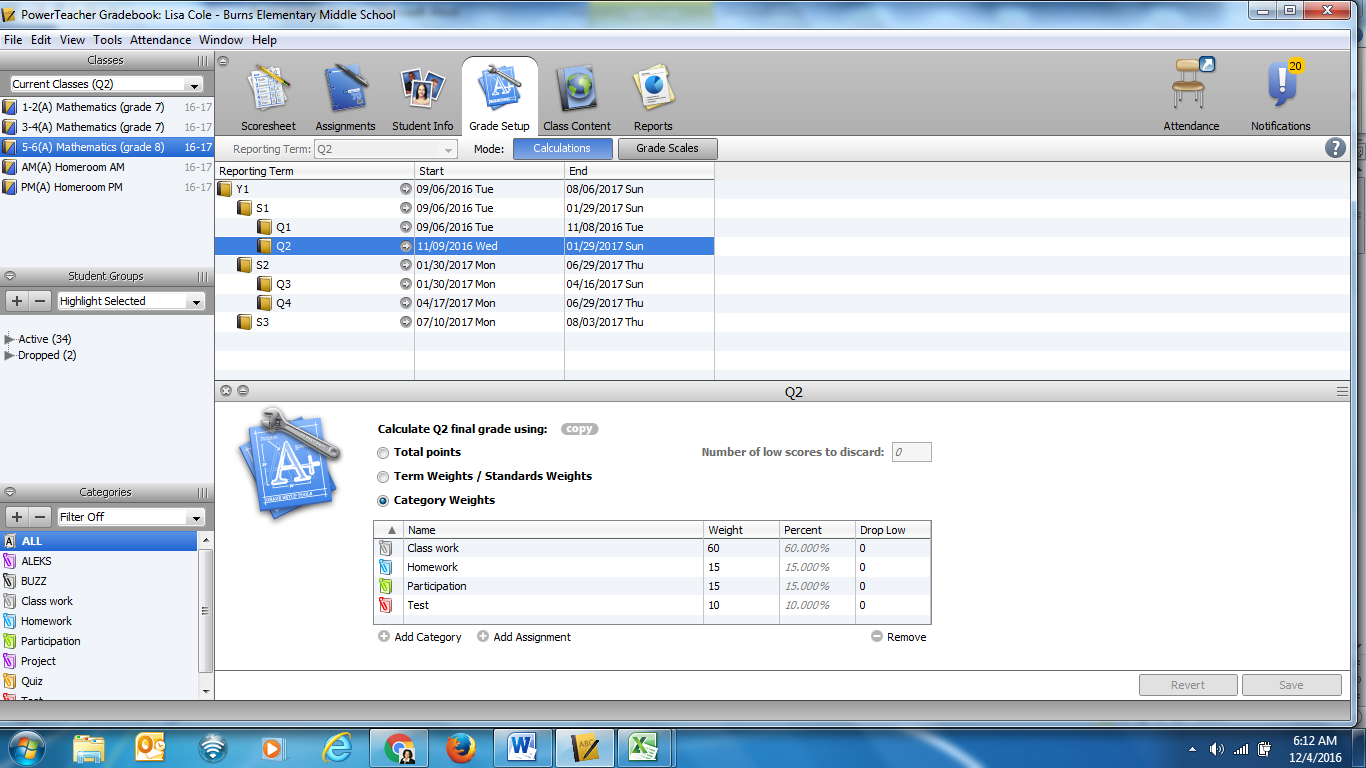 PowerTeacher Gradebook: Lisa Cole - Burns Elementary Middle School
File Edit View Tools Attendance Window Help
Classes
Current Classes (Q2)
1-2(A) Mathematics (grade 7) 16-17
3-4(A) Mathematics (grade 7) 16-17
5-6(A) Mathematics (grade 8) 16-17
AM(A) Homeroom AM 16-17
PM(A) Homeroom PM 16-17
Student Groups
Highlight Selected
Active (34)
Dropped (2)
Categories
Filter Off
ALL
ALEKS
BUZZ
Class work
Homework
Participation
Project
Quiz
Test
Scoresheet Assignments Student Info Grade Setup Class Content Reports
20
Attendance Notifications
Reporting Term: Q2 Mode: Calculations Grade Scales ?
Reporting Term Start End
Y1 09/06/2016 Tue 08/06/2017 Sun
S1 09/06/2016 Tue 01/29/2017 Sun
Q1 09/06/2016 Tue 11/08/2016 Tue
Q2 11/09/2016 Wed 01/29/2017 Sun
S2 01/30/2017 Mon 06/29/2017 Thu
Q3 01/30/2017 Mon 04/16/2017 Sun
Q4 04/17/2017 Mon 06/29/2017 Thu
S3 07/10/2017 Mon 08/03/2017 Thu
Q2
A+
GRADE SETUP TOOLS
Calculate Q2 final grade using: copy
Total points Number of low scores to discard: 0
Term Weights / Standards Weights
Category Weights
Name Weight Percent Drop Low
Class work 60 60.000% 0
Homework 15 15.000% 0
Participation 15 15.000% 0
Test 10 10.000% 0
Add Category Add Assignment Remove
Revert Save
ABC
6:12 AM
12/4/2016